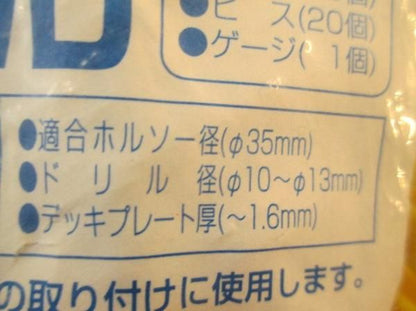 ビス(20個)
●ゲージ( 1個)
●適合ホルソー径(φ35mm)
●ドリル径(φ10～φ13mm)
●デッキプレート厚(～1.6mm)
の取り付けに使用します。